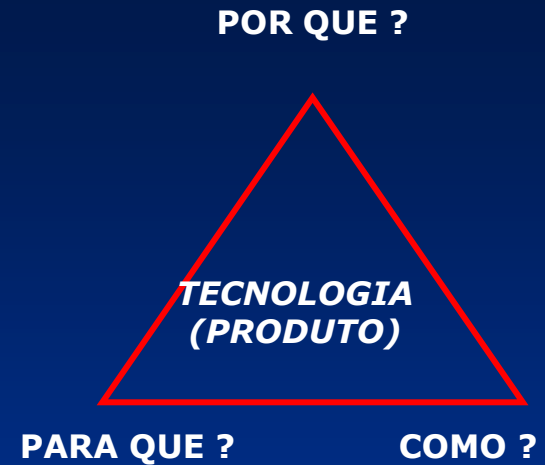 POR QUE ?
TECNOLOGIA
(PRODUTO)
PARA QUE ?
COMO ?